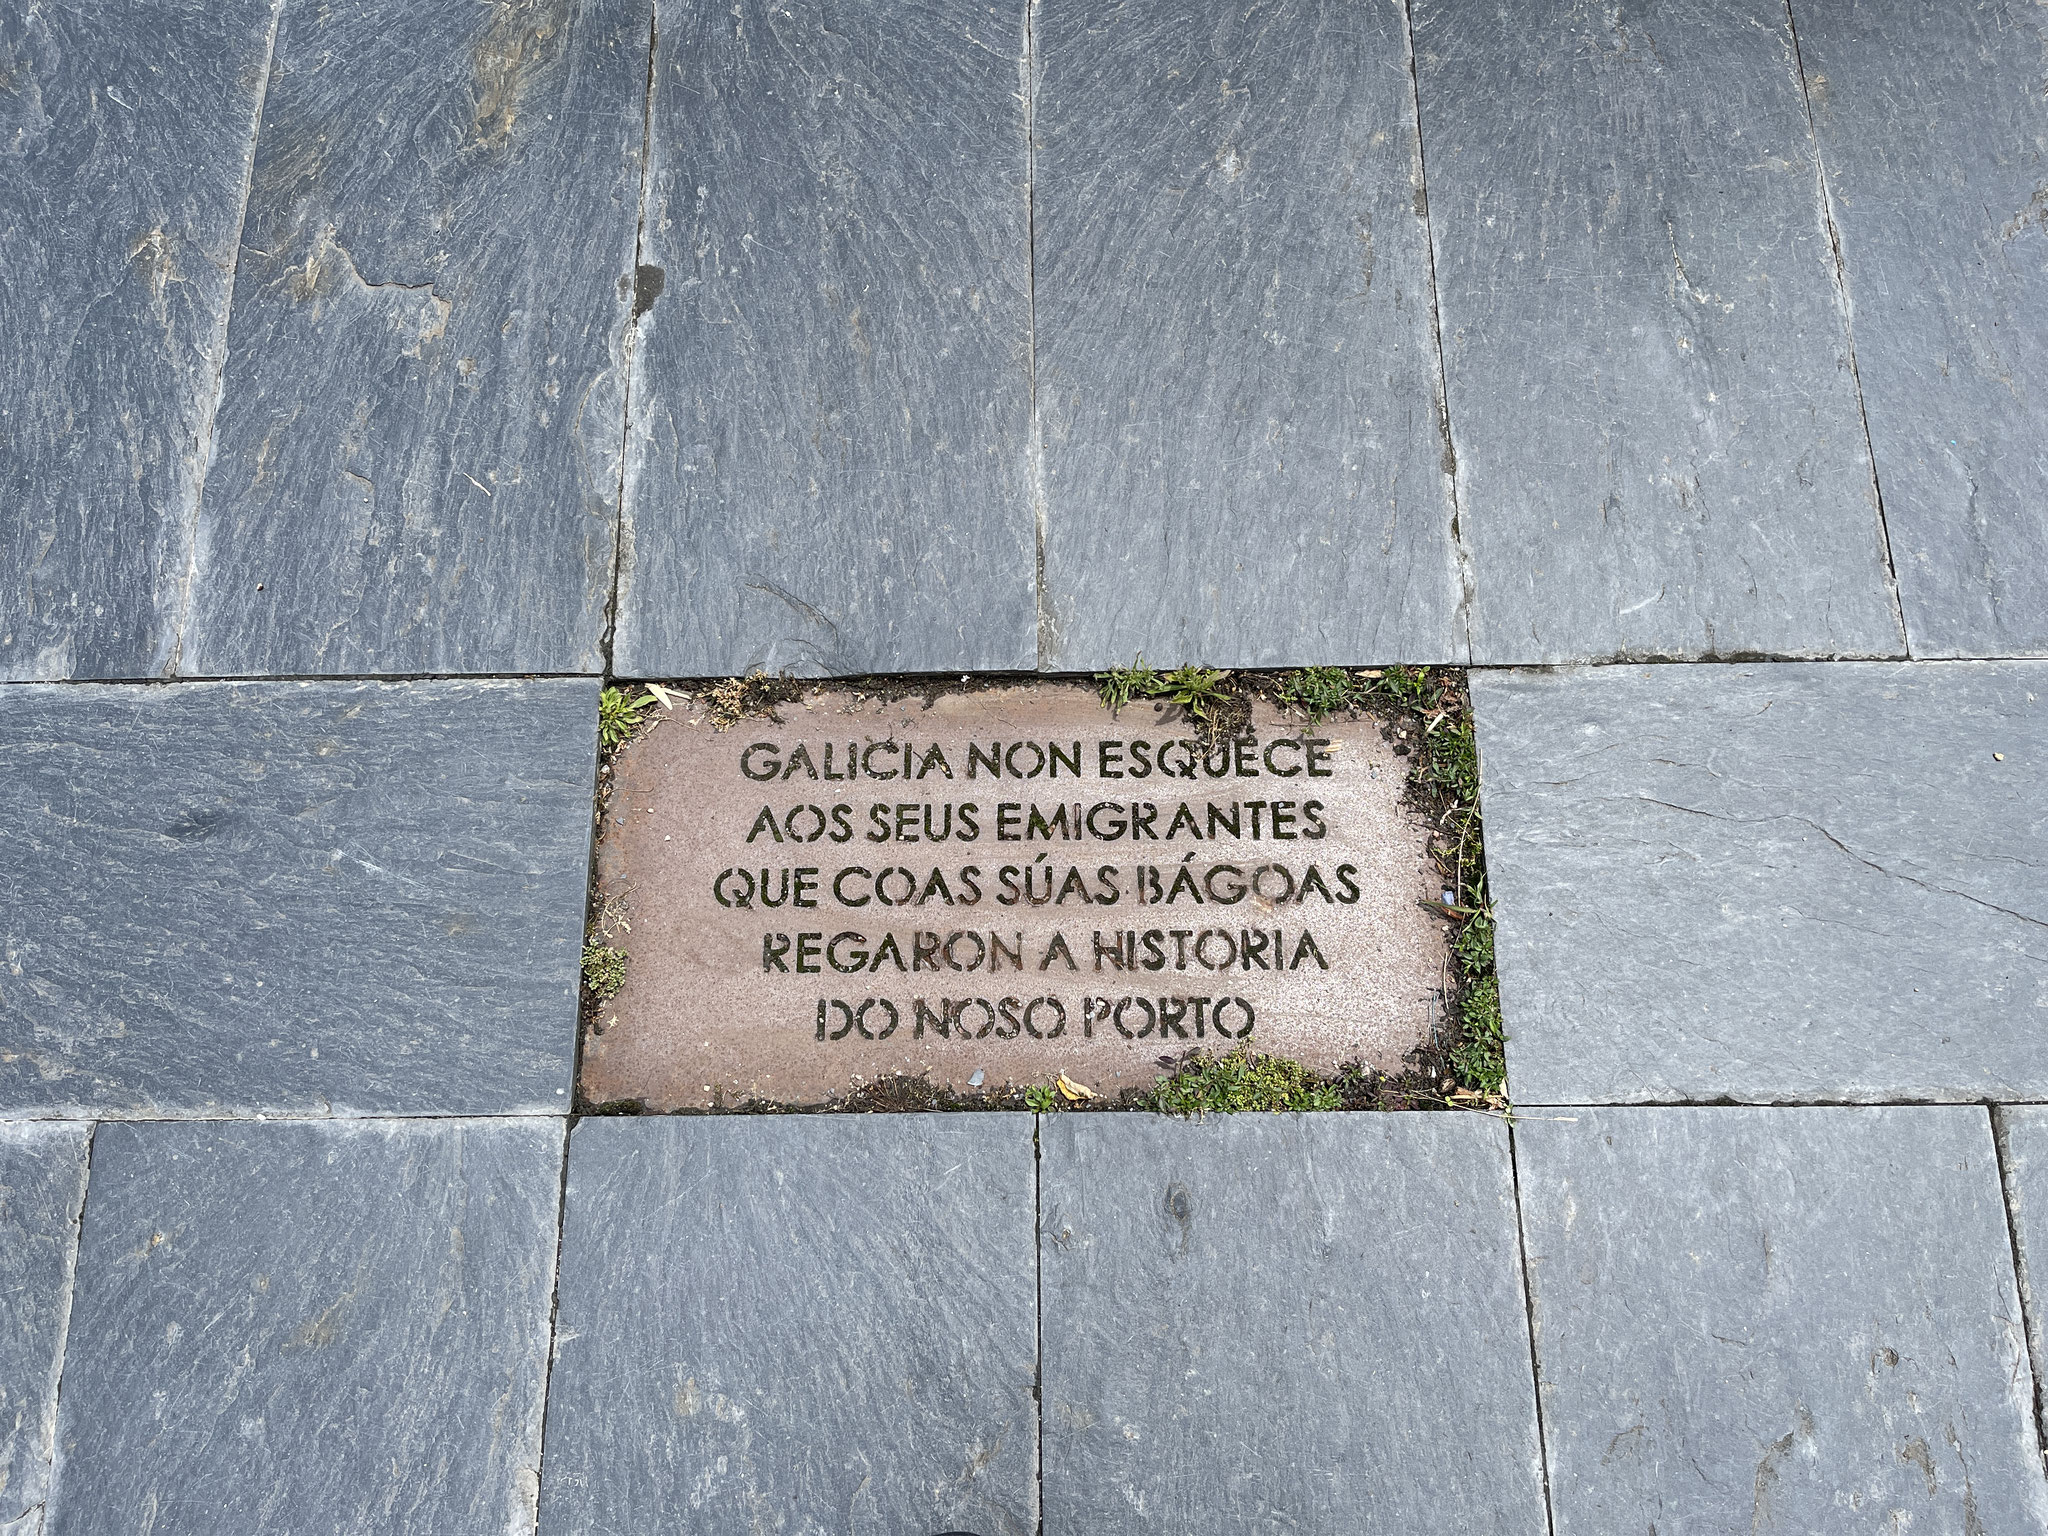 GALICIA NON ESQUECE
AOS SEUS EMIGRANTES
QUE COAS SÚAS BÁGOAS
REGARON A HISTORIA
DO NOSO PORTO